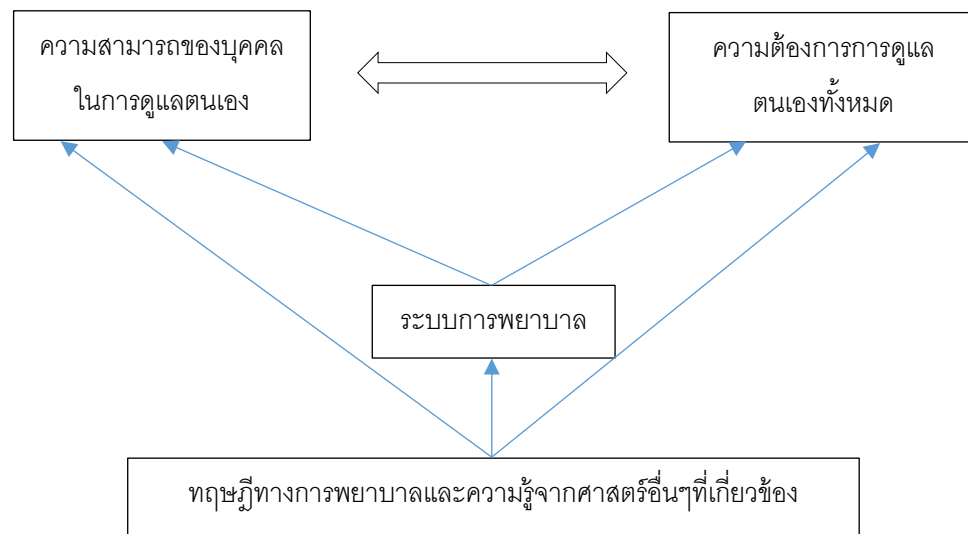 ความสามารถของบุคคล
ในการดูแลตนเอง
ความต้องการการดูแล
ตนเองทั้งหมด
ระบบการพยาบาล
ทฤษฎีทางการพยาบาลและความรู้จากศาสตร์อื่นๆที่เกี่ยวข้อง